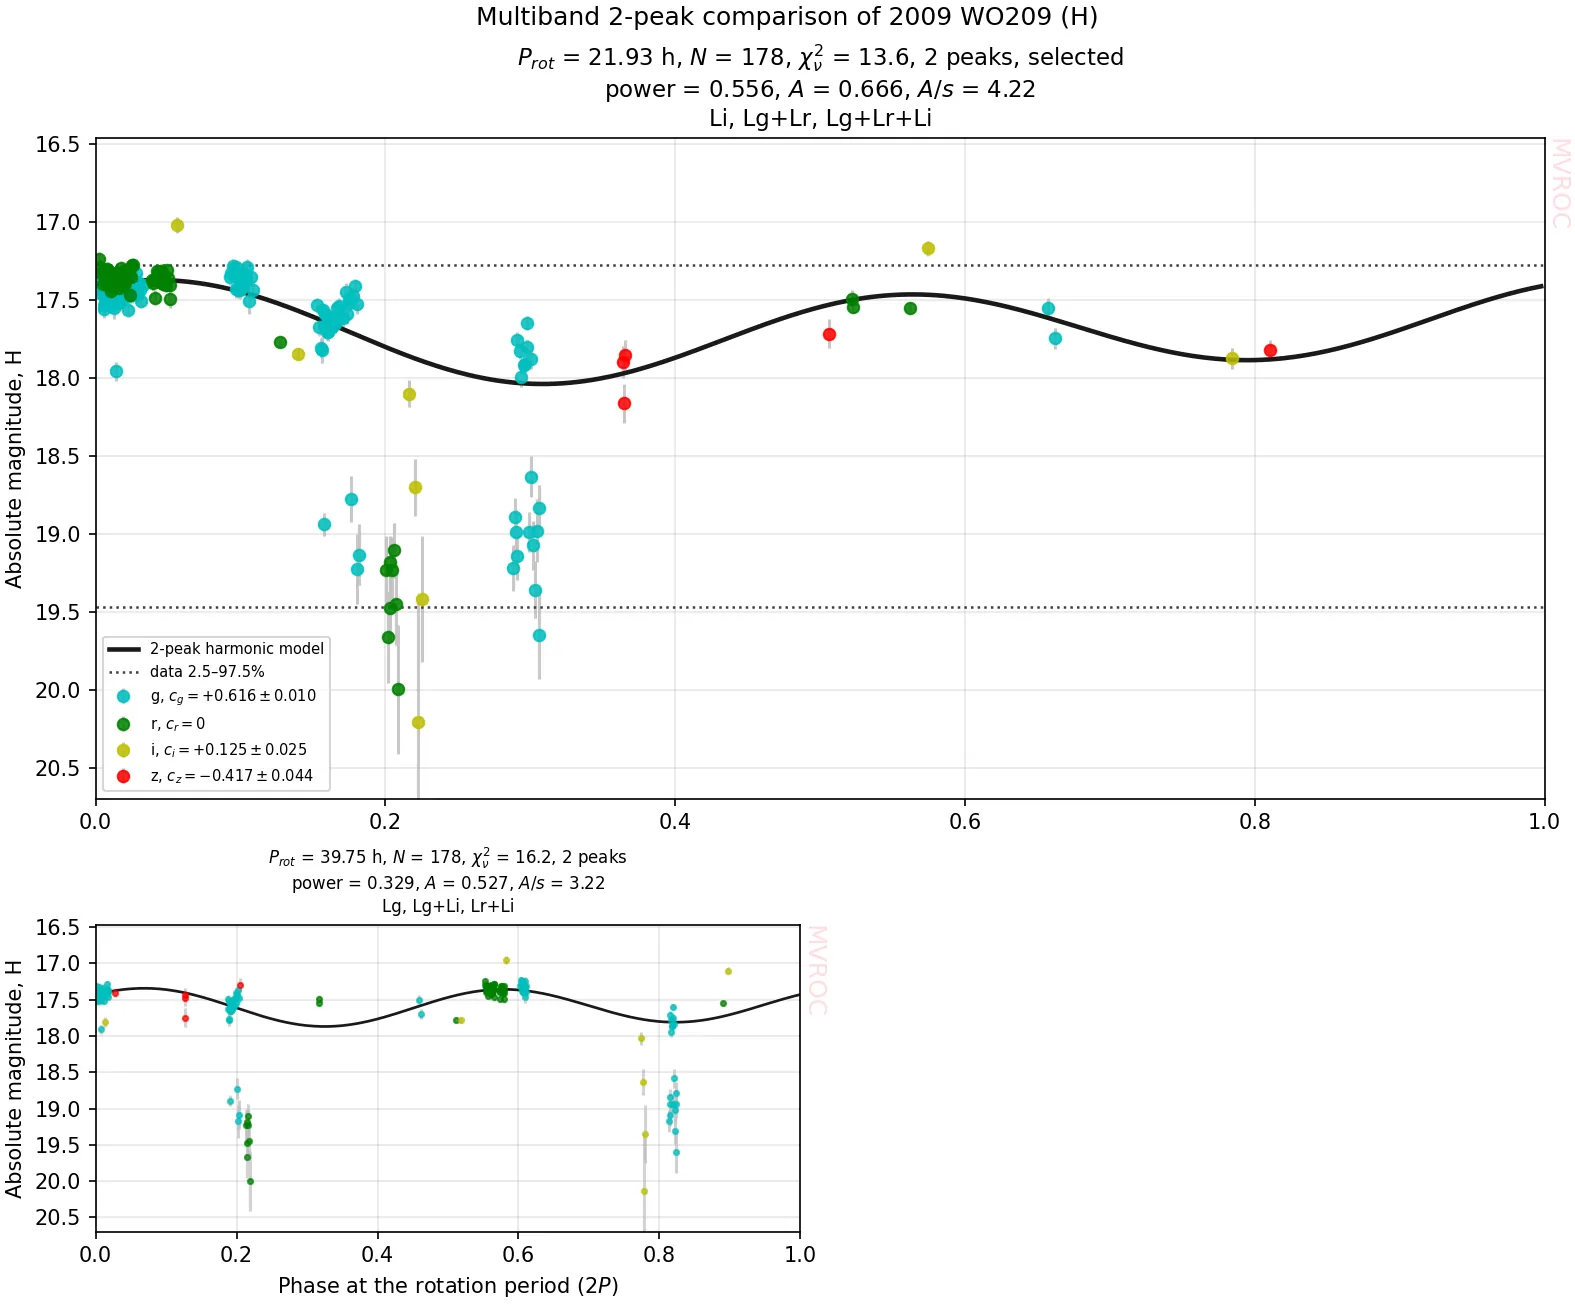 Multiband 2-peak comparison of 2009 WO209 (H)
P_rot = 21.93 h, N = 178, χ²_ν = 13.6, 2 peaks, selected
power = 0.556, A = 0.666, A/s = 4.22
Li, Lg+Lr, Lg+Lr+Li
MVROC
Absolute magnitude, H
16.5
17.0
17.5
18.0
18.5
19.0
19.5
20.0
20.5
2-peak harmonic model
data 2.5–97.5%
g, c_g = +0.616 ± 0.010
r, c_r = 0
i, c_i = +0.125 ± 0.025
z, c_z = −0.417 ± 0.044
0.0 0.2 0.4 0.6 0.8 1.0
P_rot = 39.75 h, N = 178, χ²_ν = 16.2, 2 peaks
power = 0.329, A = 0.527, A/s = 3.22
Lg, Lg+Li, Lr+Li
MVROC
Absolute magnitude, H
16.5
17.0
17.5
18.0
18.5
19.0
19.5
20.0
20.5
0.0 0.2 0.4 0.6 0.8 1.0
Phase at the rotation period (2P)